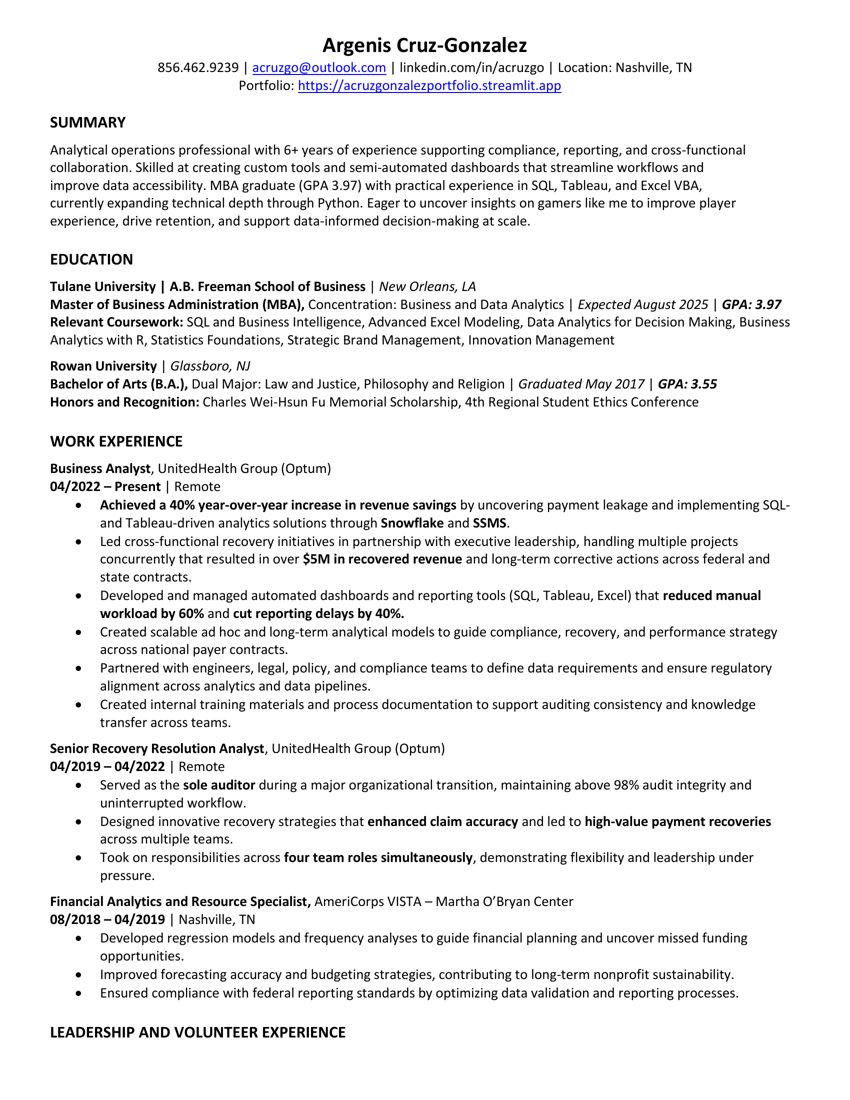 Argenis Cruz-Gonzalez
856.462.9239 | acruzgo@outlook.com | linkedin.com/in/acruzgo | Location: Nashville, TN
Portfolio: https://acruzgonzalezportfolio.streamlit.app
SUMMARY
Analytical operations professional with 6+ years of experience supporting compliance, reporting, and cross-functional
collaboration. Skilled at creating custom tools and semi-automated dashboards that streamline workflows and
improve data accessibility. MBA graduate (GPA 3.97) with practical experience in SQL, Tableau, and Excel VBA,
currently expanding technical depth through Python. Eager to uncover insights on gamers like me to improve player
experience, drive retention, and support data-informed decision-making at scale.
EDUCATION
Tulane University | A.B. Freeman School of Business | New Orleans, LA
Master of Business Administration (MBA), Concentration: Business and Data Analytics | Expected August 2025 | GPA: 3.97
Relevant Coursework: SQL and Business Intelligence, Advanced Excel Modeling, Data Analytics for Decision Making, Business
Analytics with R, Statistics Foundations, Strategic Brand Management, Innovation Management
Rowan University | Glassboro, NJ
Bachelor of Arts (B.A.), Dual Major: Law and Justice, Philosophy and Religion | Graduated May 2017 | GPA: 3.55
Honors and Recognition: Charles Wei-Hsun Fu Memorial Scholarship, 4th Regional Student Ethics Conference
WORK EXPERIENCE
Business Analyst, UnitedHealth Group (Optum)
04/2022 – Present | Remote
• Achieved a 40% year-over-year increase in revenue savings by uncovering payment leakage and implementing SQL-
and Tableau-driven analytics solutions through Snowflake and SSMS.
• Led cross-functional recovery initiatives in partnership with executive leadership, handling multiple projects
concurrently that resulted in over $5M in recovered revenue and long-term corrective actions across federal and
state contracts.
• Developed and managed automated dashboards and reporting tools (SQL, Tableau, Excel) that reduced manual
workload by 60% and cut reporting delays by 40%.
• Created scalable ad hoc and long-term analytical models to guide compliance, recovery, and performance strategy
across national payer contracts.
• Partnered with engineers, legal, policy, and compliance teams to define data requirements and ensure regulatory
alignment across analytics and data pipelines.
• Created internal training materials and process documentation to support auditing consistency and knowledge
transfer across teams.
Senior Recovery Resolution Analyst, UnitedHealth Group (Optum)
04/2019 – 04/2022 | Remote
• Served as the sole auditor during a major organizational transition, maintaining above 98% audit integrity and
uninterrupted workflow.
• Designed innovative recovery strategies that enhanced claim accuracy and led to high-value payment recoveries
across multiple teams.
• Took on responsibilities across four team roles simultaneously, demonstrating flexibility and leadership under
pressure.
Financial Analytics and Resource Specialist, AmeriCorps VISTA – Martha O’Bryan Center
08/2018 – 04/2019 | Nashville, TN
• Developed regression models and frequency analyses to guide financial planning and uncover missed funding
opportunities.
• Improved forecasting accuracy and budgeting strategies, contributing to long-term nonprofit sustainability.
• Ensured compliance with federal reporting standards by optimizing data validation and reporting processes.
LEADERSHIP AND VOLUNTEER EXPERIENCE